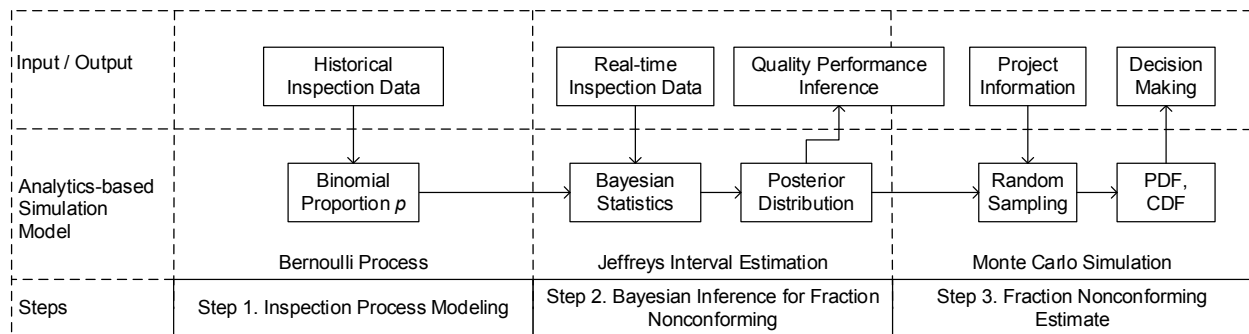 Input / Output
Historical
Inspection Data
Real-time
Inspection Data
Quality Performance
Inference
Project
Information
Decision
Making
Analytics-based
Simulation
Model
Binomial
Proportion p
Bayesian
Statistics
Posterior
Distribution
Random
Sampling
PDF,
CDF
Bernoulli Process
Jeffreys Interval Estimation
Monte Carlo Simulation
Steps
Step 1. Inspection Process Modeling
Step 2. Bayesian Inference for Fraction
Nonconforming
Step 3. Fraction Nonconforming
Estimate